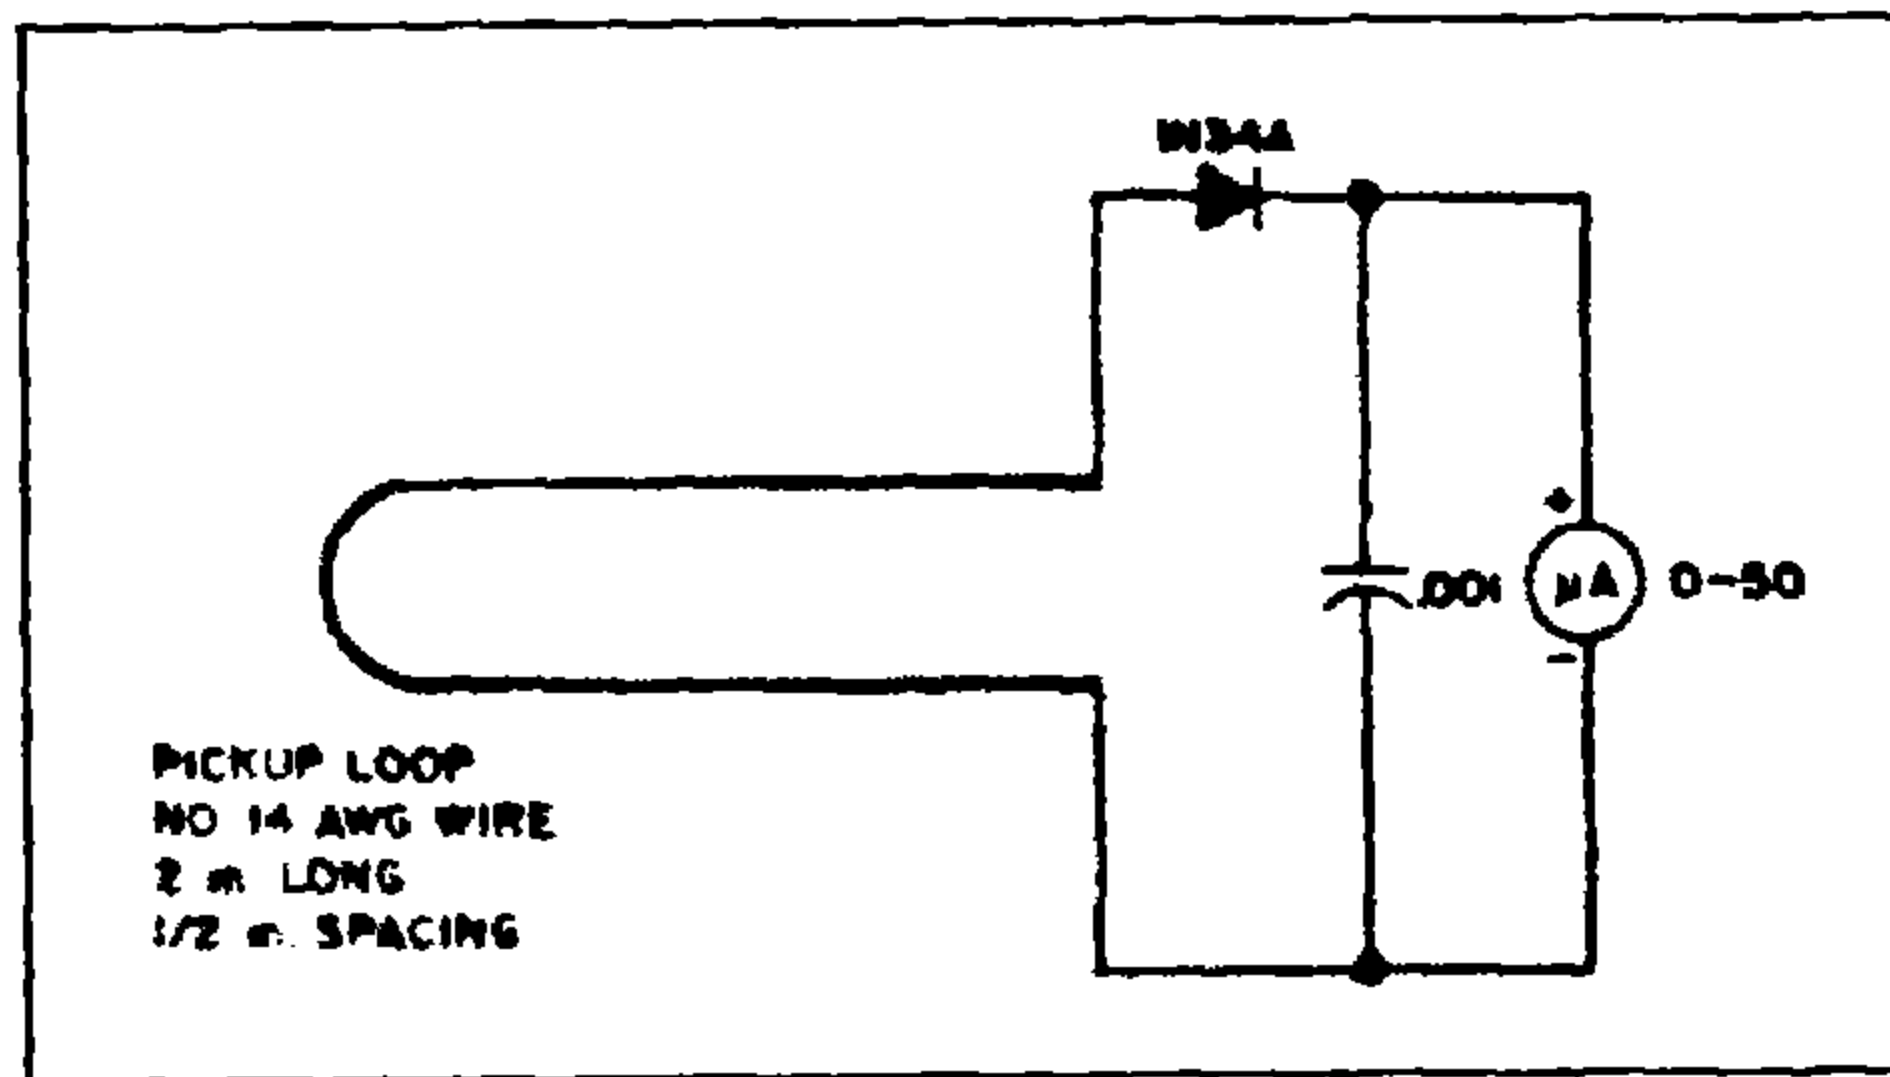 1N34A
+
.001
µA
0-50
-
PICKUP LOOP
NO 14 AWG WIRE
2 in LONG
1/2 in. SPACING